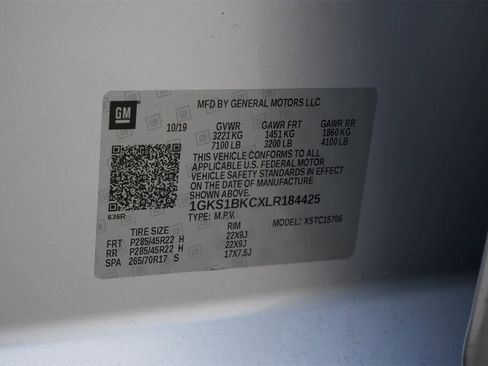 GM
MFD BY GENERAL MOTORS LLC
10/19 GVWR GAWR FRT GAWR RR
3221 KG 1451 KG 1860 KG
7100 LB 3200 LB 4100 LB
THIS VEHICLE CONFORMS TO ALL
APPLICABLE U.S. FEDERAL MOTOR
VEHICLE SAFETY STANDARDS IN EFFECT
ON THE DATE OF MANUFACTURE
SHOWN ABOVE.
1GKS1BKCXLR184425
636R
TYPE: M.P.V. MODEL: X5TC15706
TIRE SIZE RIM
FRT P285/45R22 H 22X9J
RR P285/45R22 H 22X9J
SPA 265/70R17 S 17X7.5J